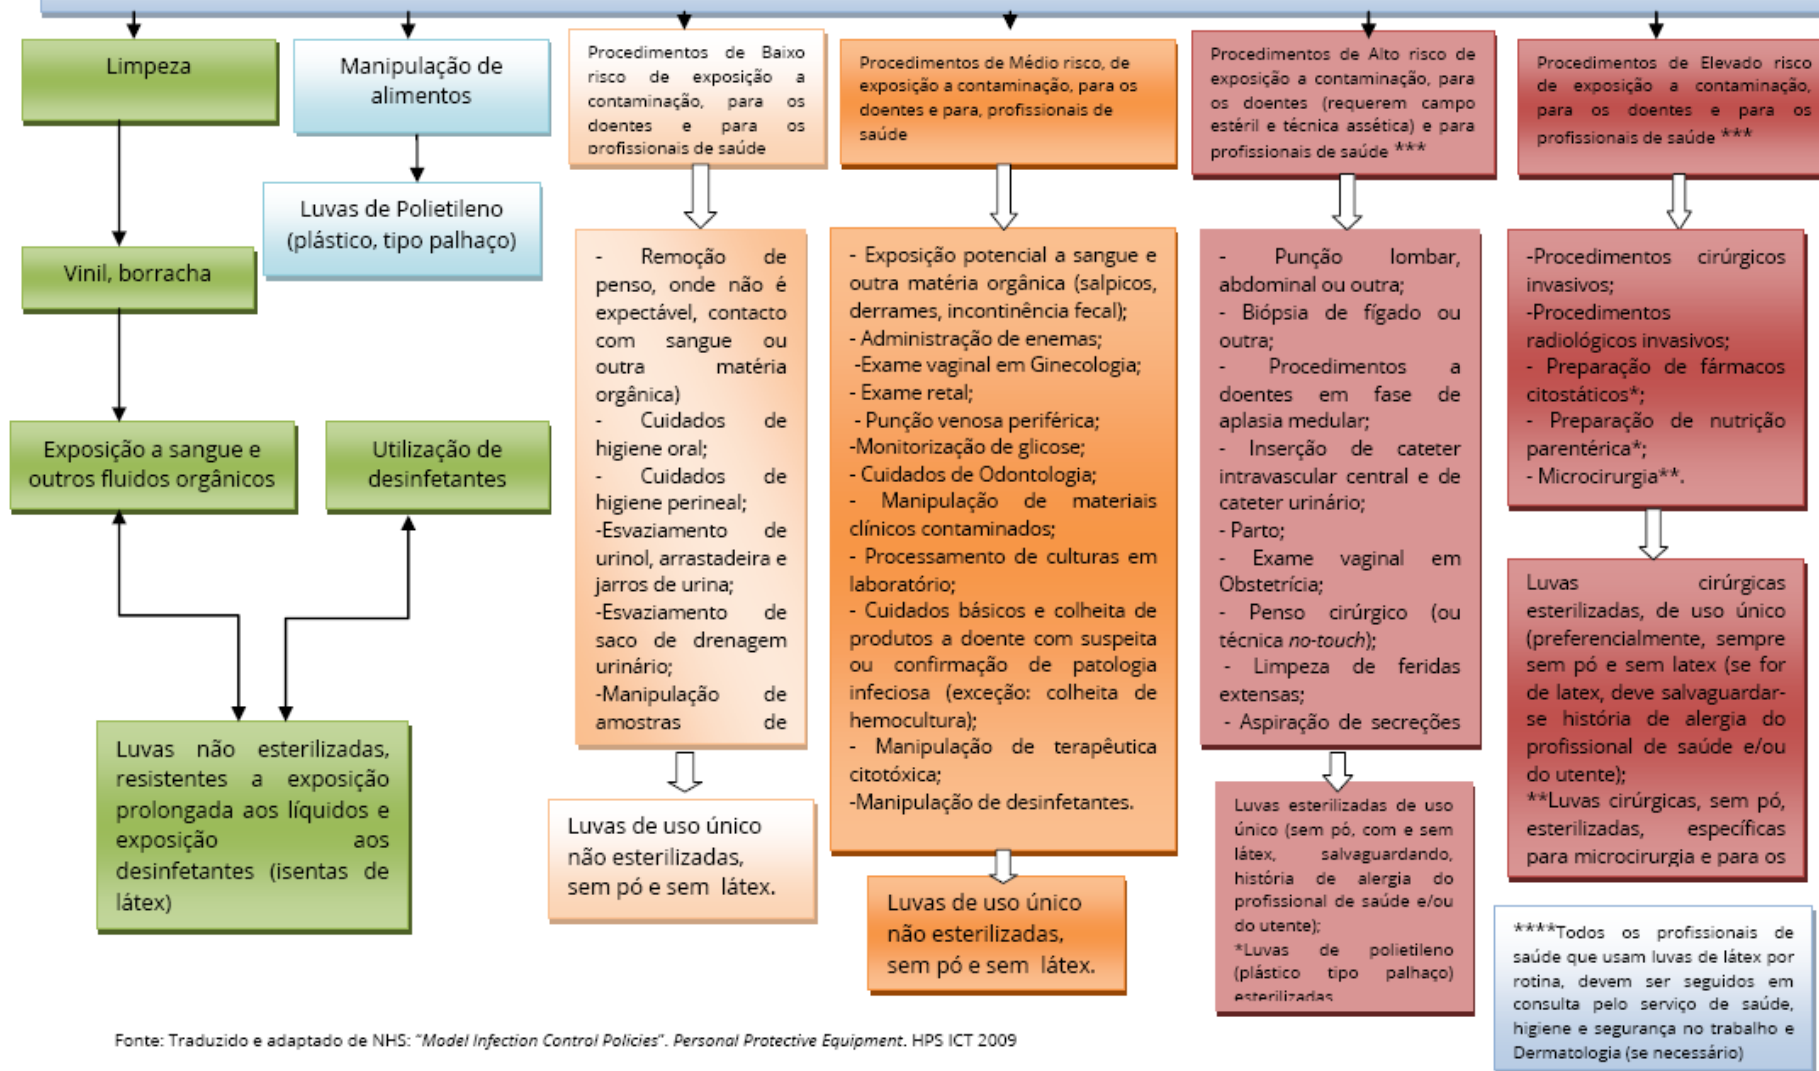 Limpeza
Vinil, borracha
Exposição a sangue e
outros fluidos orgânicos
Utilização de
desinfetantes
Luvas não esterilizadas,
resistentes a exposição
prolongada aos líquidos e
exposição aos
desinfetantes (isentas de
látex)
Manipulação de
alimentos
Luvas de Polietileno
(plástico, tipo palhaço)
Procedimentos de Baixo
risco de exposição a
contaminação, para os
doentes e para os
profissionais de saúde
- Remoção de
penso, onde não é
expectável, contacto
com sangue ou
outra matéria
orgânica)
- Cuidados de
higiene oral;
- Cuidados de
higiene perineal;
-Esvaziamento de
urinol, arrastadeira e
jarros de urina;
-Esvaziamento de
saco de drenagem
urinário;
-Manipulação de
amostras de
Luvas de uso único
não esterilizadas,
sem pó e sem látex.
Procedimentos de Médio risco, de
exposição a contaminação, para os
doentes e para, profissionais de
saúde
- Exposição potencial a sangue e
outra matéria orgânica (salpicos,
derrames, incontinência fecal);
- Administração de enemas;
-Exame vaginal em Ginecologia;
- Exame retal;
- Punção venosa periférica;
-Monitorização de glicose;
- Cuidados de Odontologia;
- Manipulação de materiais
clínicos contaminados;
- Processamento de culturas em
laboratório;
- Cuidados básicos e colheita de
produtos a doente com suspeita
ou confirmação de patologia
infeciosa (exceção: colheita de
hemocultura);
- Manipulação de terapêutica
citotóxica;
-Manipulação de desinfetantes.
Luvas de uso único
não esterilizadas,
sem pó e sem látex.
Procedimentos de Alto risco de
exposição a contaminação, para
os doentes (requerem campo
estéril e técnica assética) e para
profissionais de saúde ***
- Punção lombar,
abdominal ou outra;
- Biópsia de fígado ou
outra;
- Procedimentos a
doentes em fase de
aplasia medular;
- Inserção de cateter
intravascular central e de
cateter urinário;
- Parto;
- Exame vaginal em
Obstetrícia;
- Penso cirúrgico (ou
técnica no-touch);
- Limpeza de feridas
extensas;
- Aspiração de secreções
Luvas esterilizadas de uso
único (sem pó, com e sem
látex, salvaguardando,
história de alergia do
profissional de saúde e/ou
do utente);
*Luvas de polietileno
(plástico tipo palhaço)
esterilizadas
Procedimentos de Elevado risco
de exposição a contaminação,
para os doentes e para os
profissionais de saúde ***
-Procedimentos cirúrgicos
invasivos;
-Procedimentos
radiológicos invasivos;
- Preparação de fármacos
citostáticos*;
- Preparação de nutrição
parentérica*;
- Microcirurgia**.
Luvas cirúrgicas
esterilizadas, de uso único
(preferencialmente, sempre
sem pó e sem latex (se for
de latex, deve salvaguardar-
se história de alergia do
profissional de saúde e/ou
do utente);
**Luvas cirúrgicas, sem pó,
esterilizadas, específicas
para microcirurgia e para os
****Todos os profissionais de
saúde que usam luvas de látex por
rotina, devem ser seguidos em
consulta pelo serviço de saúde,
higiene e segurança no trabalho e
Dermatologia (se necessário)
Fonte: Traduzido e adaptado de NHS: "Model Infection Control Policies". Personal Protective Equipment. HPS ICT 2009